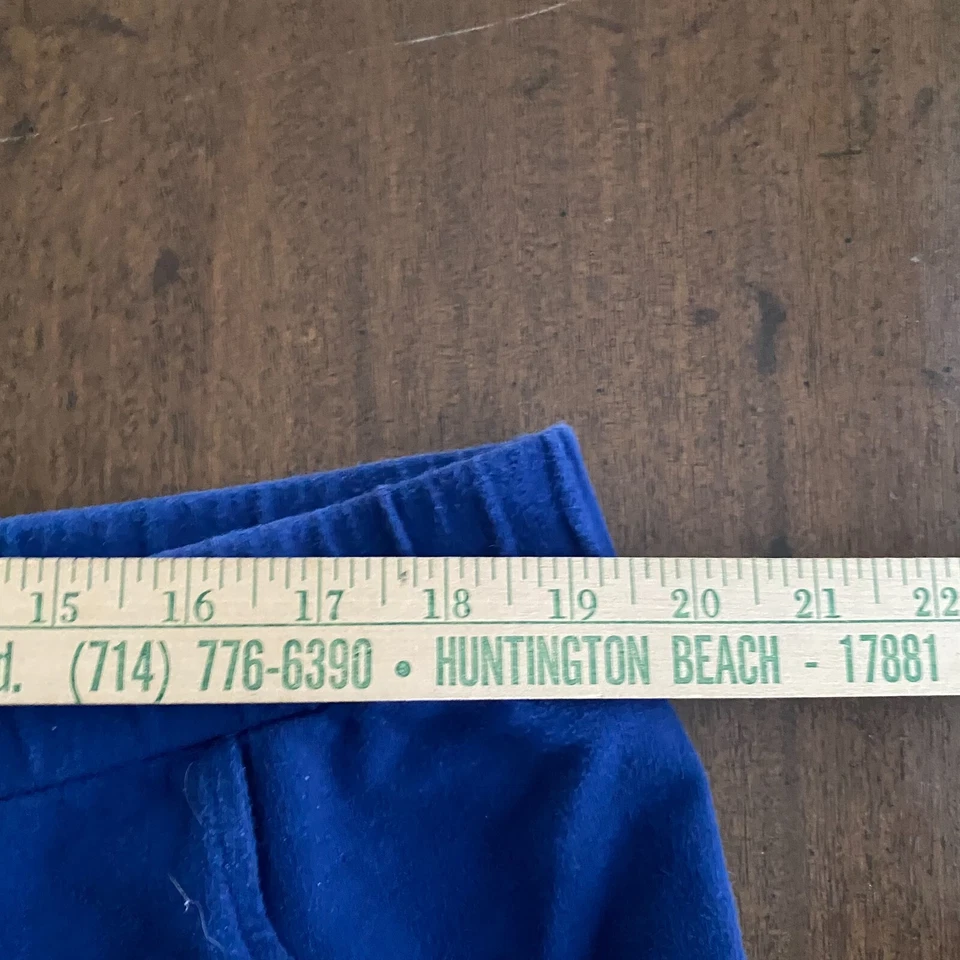 15 16 17 18 19 20 21 22
d. (714) 776-6390 • HUNTINGTON BEACH - 17881